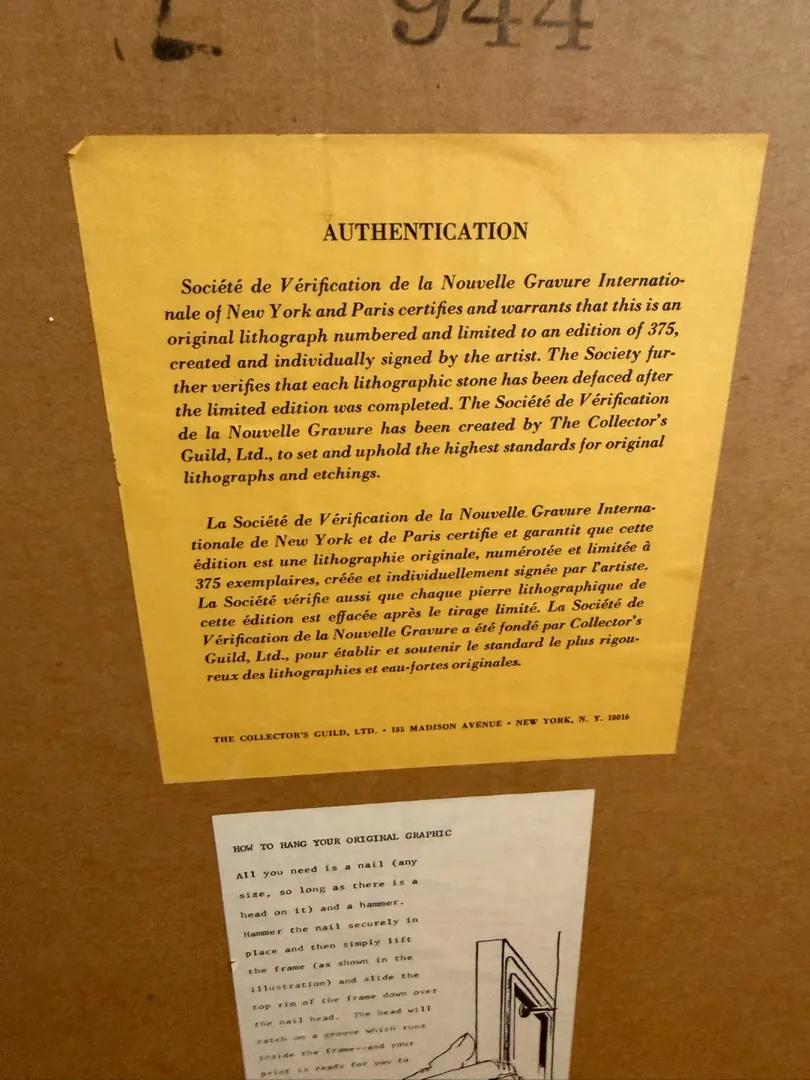 944
AUTHENTICATION
Société de Vérification de la Nouvelle Gravure Internatio-
nale of New York and Paris certifies and warrants that this is an
original lithograph numbered and limited to an edition of 375,
created and individually signed by the artist. The Society fur-
ther verifies that each lithographic stone has been defaced after
the limited edition was completed. The Société de Vérification
de la Nouvelle Gravure has been created by The Collector's
Guild, Ltd., to set and uphold the highest standards for original
lithographs and etchings.
La Société de Vérification de la Nouvelle Gravure Interna-
tionale de New York et de Paris certifie et garantit que cette
édition est une lithographie originale, numérotée et limitée à
375 exemplaires, créée et individuellement signée par l'artiste.
La Société vérifie aussi que chaque pierre lithographique de
cette édition est effacée après le tirage limité. La Société de
Vérification de la Nouvelle Gravure a été fondé par Collector's
Guild, Ltd., pour établir et soutenir le standard le plus rigou-
reux des lithographies et eau-fortes originales.
THE COLLECTOR'S GUILD, LTD. • 185 MADISON AVENUE • NEW YORK, N. Y. 10016
HOW TO HANG YOUR ORIGINAL GRAPHIC
All you need is a nail (any
size, so long as there is a
head on it) and a hammer.
Hammer the nail securely in
place and then simply lift
the frame (as shown in the
illustration) and slide the
top rim of the frame down over
the nail head. The head will
catch on a groove which runs
inside the frame--and your
print is ready for you to